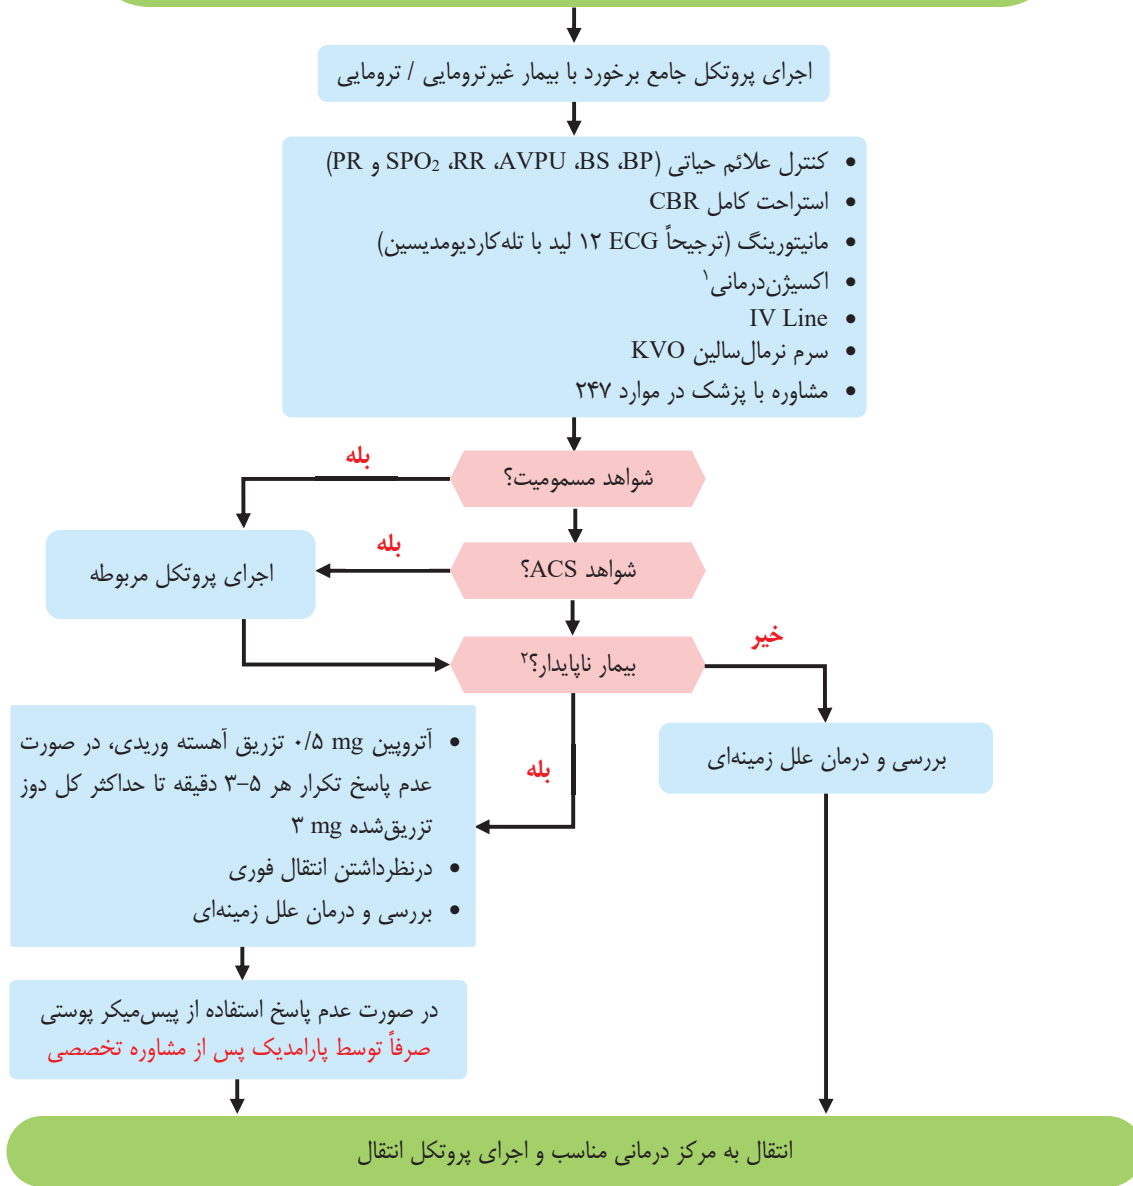 اجرای پروتکل جامع برخورد با بیمار غیرترومایی / ترومایی
• کنترل علائم حیاتی (BP، BS، AVPU، RR، SPO₂ و PR)
• استراحت کامل CBR
• مانیتورینگ (ترجیحاً ECG ۱۲ لید با تله‌کاردیومدیسین)
• اکسیژن‌درمانی۱
• IV Line
• سرم نرمال‌سالین KVO
• مشاوره با پزشک در موارد ۲۴۷
شواهد مسمومیت؟
بله
شواهد ACS؟
بله
اجرای پروتکل مربوطه
بیمار ناپایدار؟۲
خیر
بله
بررسی و درمان علل زمینه‌ای
• آتروپین ۰/۵ mg تزریق آهسته وریدی، در صورت
عدم پاسخ تکرار هر ۵–۳ دقیقه تا حداکثر کل دوز
تزریق‌شده ۳ mg
• درنظرداشتن انتقال فوری
• بررسی و درمان علل زمینه‌ای
در صورت عدم پاسخ استفاده از پیس‌میکر پوستی
صرفاً توسط پارامدیک پس از مشاوره تخصصی
انتقال به مرکز درمانی مناسب و اجرای پروتکل انتقال